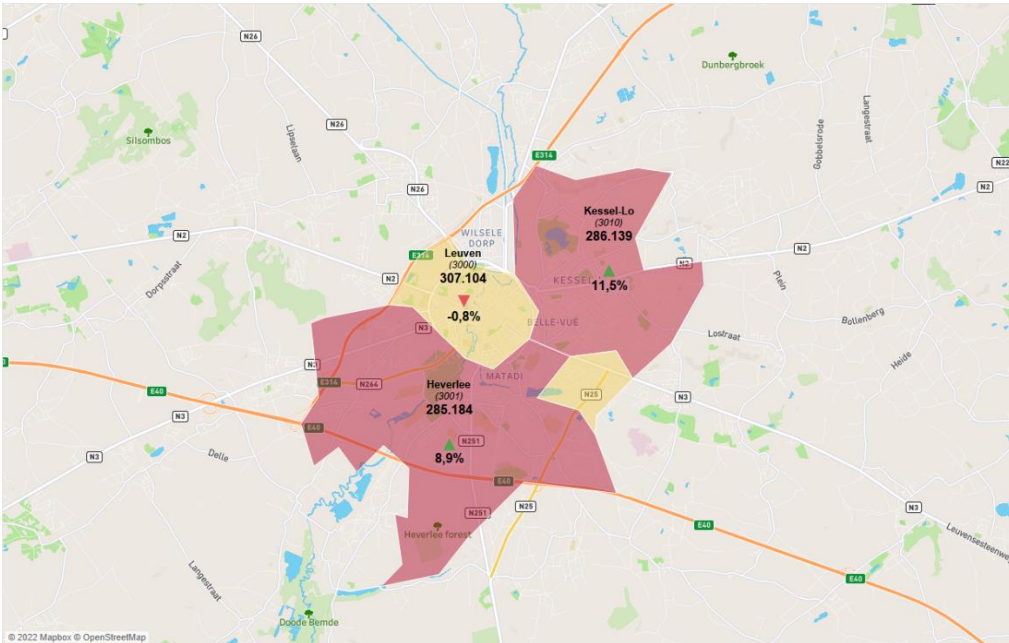 N26
Dunbergbroek
Silsombos
Lipselaan
N26
Gobbelsrode
Langestraat
E314
N22
N26
N2
Kessel-Lo
(3010)
286.139
N2
WILSELE
DORP
N2
E314
Leuven
(3000)
307.104
N2
N2
Dorpsstraat
KESSEL
11,5%
Plein
-0,8%
BELLE-VUE
Bollenberg
N3
Lostraat
Heide
N3
MATADI
E314
N264
Heverlee
(3001)
285.184
E40
N25
N3
N3
E40
N251
Delle
8,9%
N3
E40
N25
N3
N251
E40
Heverlee forest
Leuvensesteenweg
Langestraat
E40
Doode Bemde
© 2022 Mapbox © OpenStreetMap